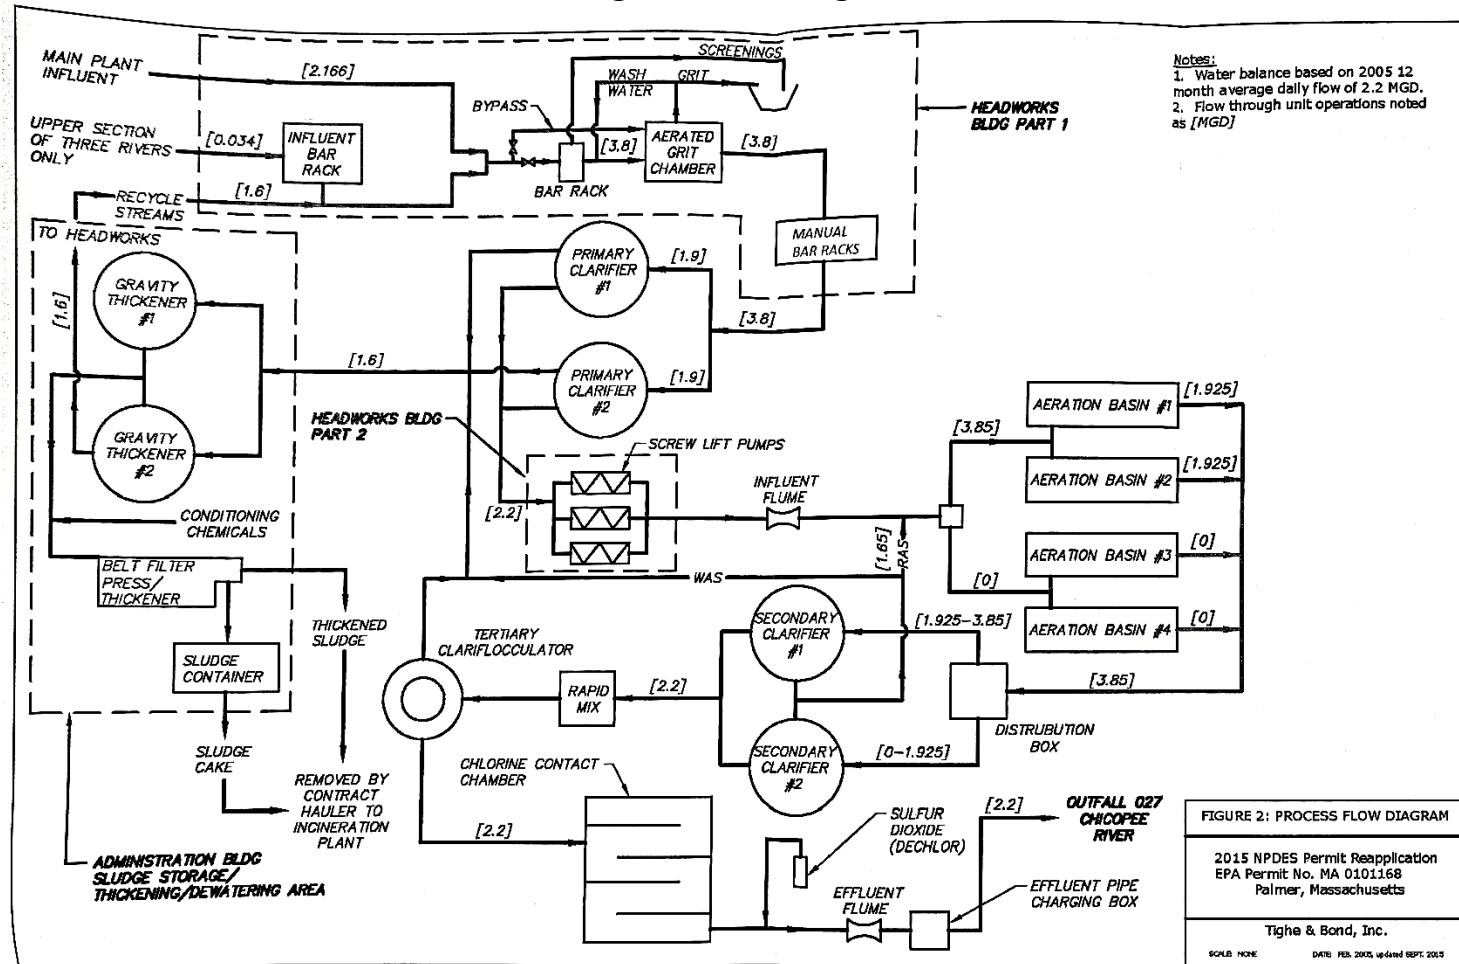 MAIN PLANT
INFLUENT
[2.166]
UPPER SECTION
OF THREE RIVERS
ONLY
[0.034]
INFLUENT
BAR
RACK
RECYCLE
STREAMS
[1.6]
BYPASS
BAR RACK
WASH
WATER
GRIT
SCREENINGS
[3.8]
AERATED
GRIT
CHAMBER
[3.8]
HEADWORKS
BLDG PART 1
Notes:
1. Water balance based on 2005 12
month average daily flow of 2.2 MGD.
2. Flow through unit operations noted
as [MGD]
MANUAL
BAR RACKS
TO HEADWORKS
GRAVITY
THICKENER
#1
[1.6]
GRAVITY
THICKENER
#2
[1.6]
PRIMARY
CLARIFIER
#1
[1.9]
[3.8]
PRIMARY
CLARIFIER
#2
[1.9]
HEADWORKS BLDG
PART 2
SCREW LIFT PUMPS
[2.2]
INFLUENT
FLUME
[3.85]
AERATION BASIN #1
[1.925]
AERATION BASIN #2
[1.925]
AERATION BASIN #3
[0]
[0]
AERATION BASIN #4
[0]
[1.65]
RAS
WAS
CONDITIONING
CHEMICALS
BELT FILTER
PRESS/
THICKENER
THICKENED
SLUDGE
SLUDGE
CONTAINER
SLUDGE
CAKE
REMOVED BY
CONTRACT
HAULER TO
INCINERATION
PLANT
ADMINISTRATION BLDG
SLUDGE STORAGE/
THICKENING/DEWATERING AREA
TERTIARY
CLARIFLOCCULATOR
RAPID
MIX
[2.2]
SECONDARY
CLARIFIER
#1
[1.925-3.85]
SECONDARY
CLARIFIER
#2
[0-1.925]
[3.85]
DISTRUBUTION
BOX
CHLORINE CONTACT
CHAMBER
[2.2]
SULFUR
DIOXIDE
(DECHLOR)
[2.2]
OUTFALL 027
CHICOPEE
RIVER
EFFLUENT
FLUME
EFFLUENT PIPE
CHARGING BOX
FIGURE 2: PROCESS FLOW DIAGRAM
2015 NPDES Permit Reapplication
EPA Permit No. MA 0101168
Palmer, Massachusetts
Tighe & Bond, Inc.
SCALE: NONE
DATE: FEB. 2005, updated SEPT. 2015